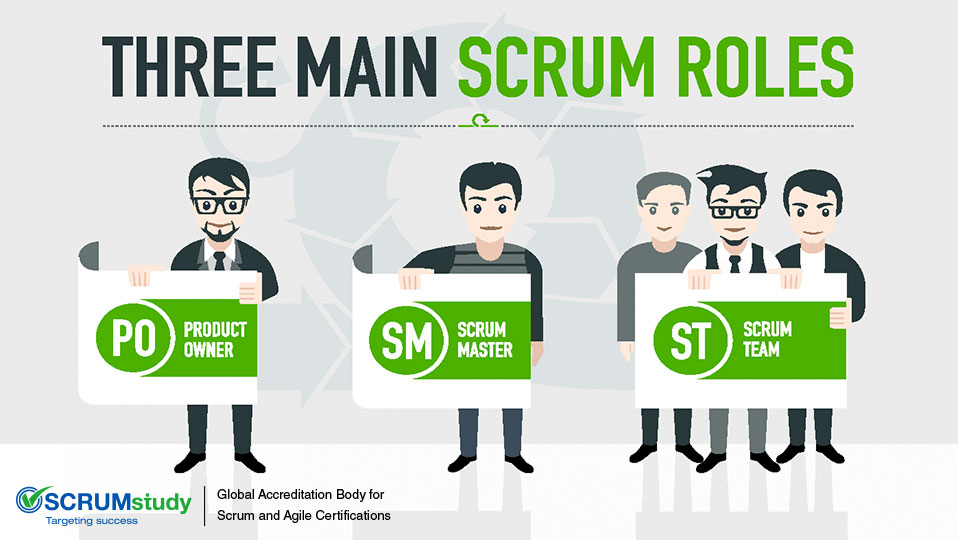 THREE MAIN SCRUM ROLES
PO
PRODUCT
OWNER
SM
SCRUM
MASTER
ST
SCRUM
TEAM
SCRUMstudy
Targeting success
Global Accreditation Body for
Scrum and Agile Certifications